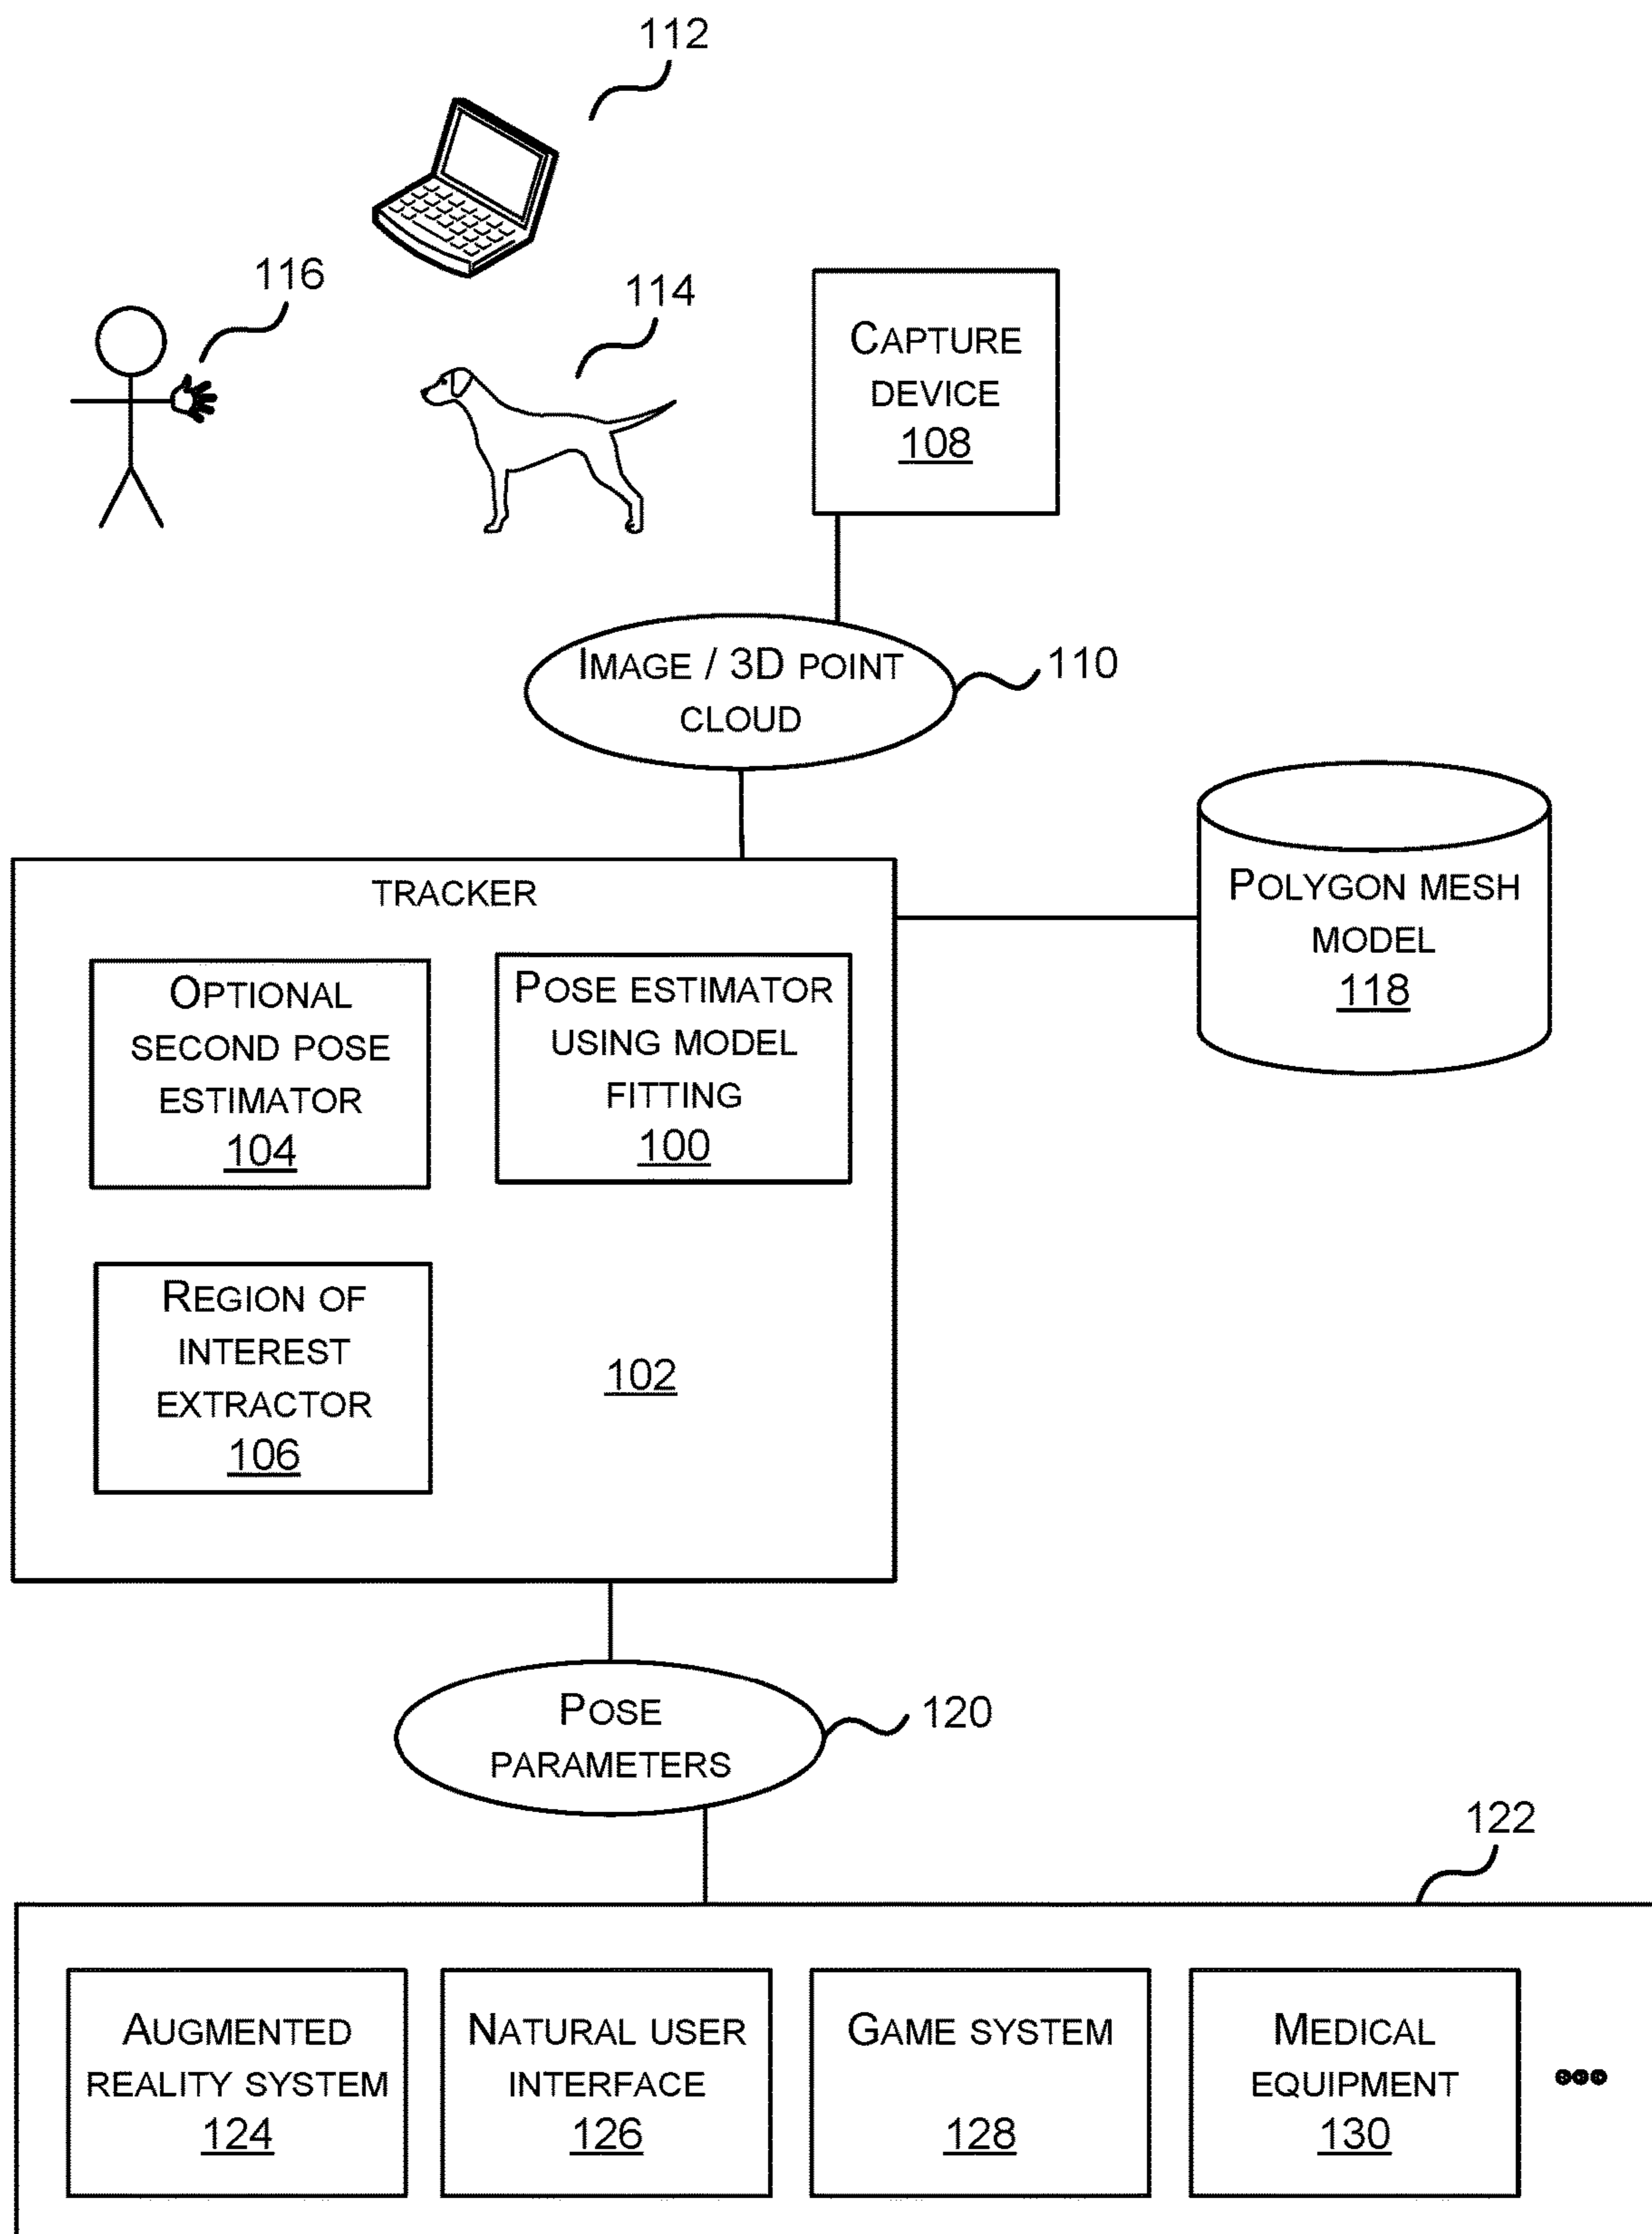 112
116
114
CAPTURE
DEVICE
108
IMAGE / 3D POINT
CLOUD
110
TRACKER
POLYGON MESH
MODEL
118
OPTIONAL
SECOND POSE
ESTIMATOR
104
POSE ESTIMATOR
USING MODEL
FITTING
100
REGION OF
INTEREST
EXTRACTOR
106
102
POSE
PARAMETERS
120
122
AUGMENTED
REALITY SYSTEM
124
NATURAL USER
INTERFACE
126
GAME SYSTEM
128
MEDICAL
EQUIPMENT
130